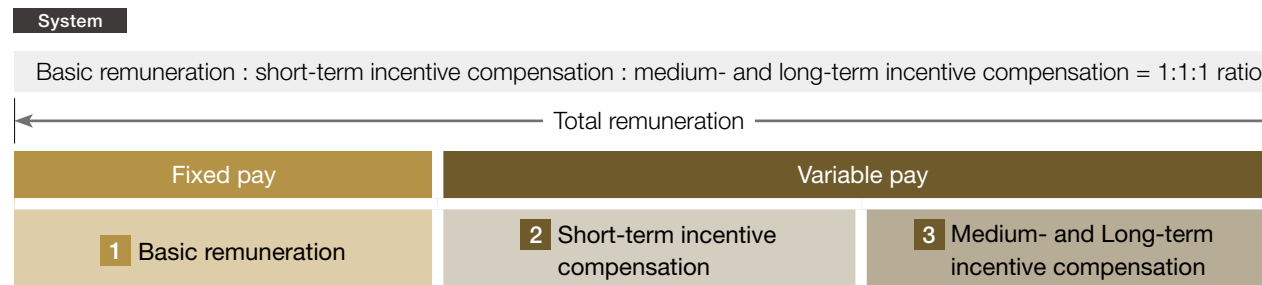 System
Basic remuneration : short-term incentive compensation : medium- and long-term incentive compensation = 1:1:1 ratio
Total remuneration
Fixed pay
Variable pay
1 Basic remuneration
2 Short-term incentive
compensation
3 Medium- and Long-term
incentive compensation